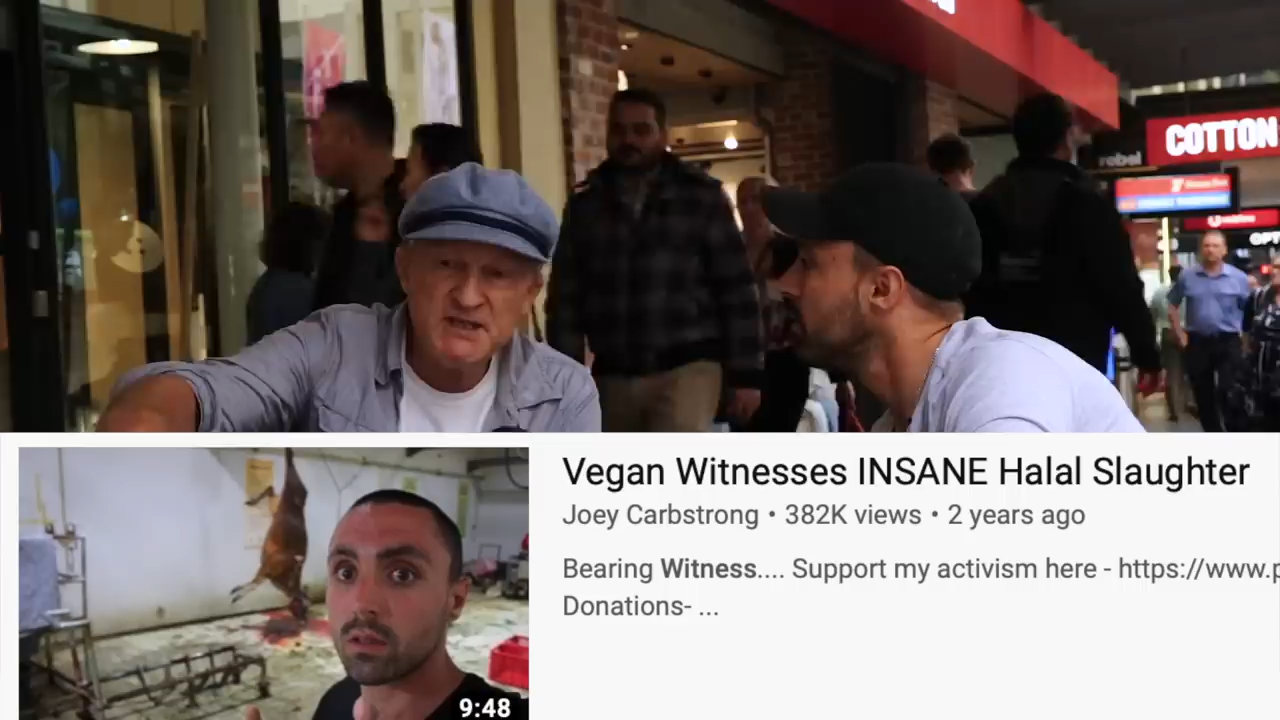 COTTON
rebel
Vegan Witnesses INSANE Halal Slaughter
Joey Carbstrong • 382K views • 2 years ago
Bearing Witness.... Support my activism here - https://www.p
Donations- ...
9:48